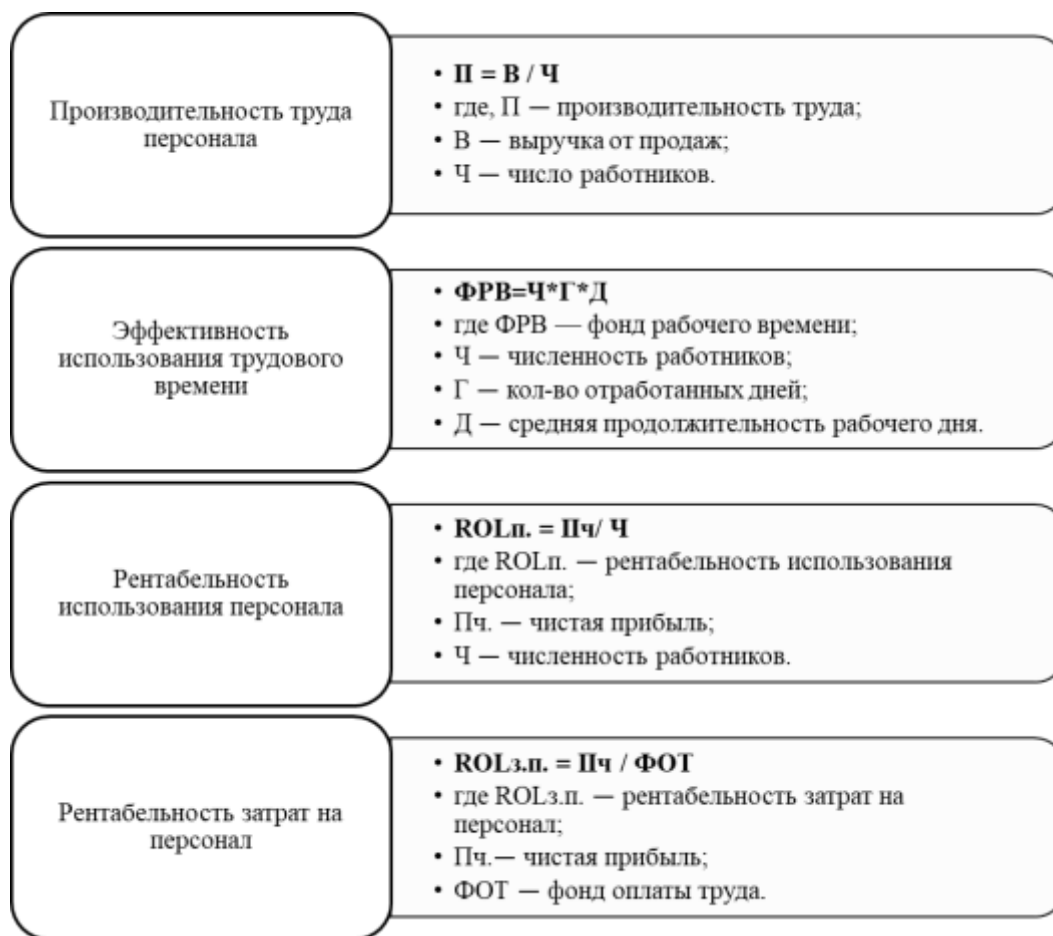 Производительность труда
персонала
• П = В / Ч
• где, П — производительность труда;
• В — выручка от продаж;
• Ч — число работников.
Эффективность
использования трудового
времени
• ФРВ=Ч*Г*Д
• где ФРВ — фонд рабочего времени;
• Ч — численность работников;
• Г — кол-во отработанных дней;
• Д — средняя продолжительность рабочего дня.
Рентабельность
использования персонала
• ROLп. = Пч/ Ч
• где ROLп. — рентабельность использования
персонала;
• Пч. — чистая прибыль;
• Ч — численность работников.
Рентабельность затрат на
персонал
• ROLз.п. = Пч / ФОТ
• где ROLз.п. — рентабельность затрат на
персонал;
• Пч.— чистая прибыль;
• ФОТ — фонд оплаты труда.